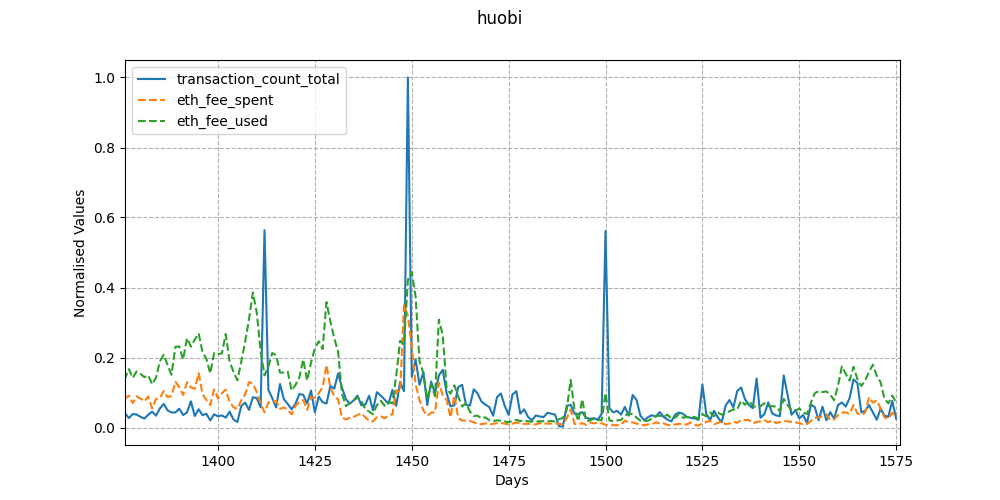 huobi
transaction_count_total
eth_fee_spent
eth_fee_used
1.0
0.8
0.6
0.4
0.2
0.0
Normalised Values
1400 1425 1450 1475 1500 1525 1550 1575
Days